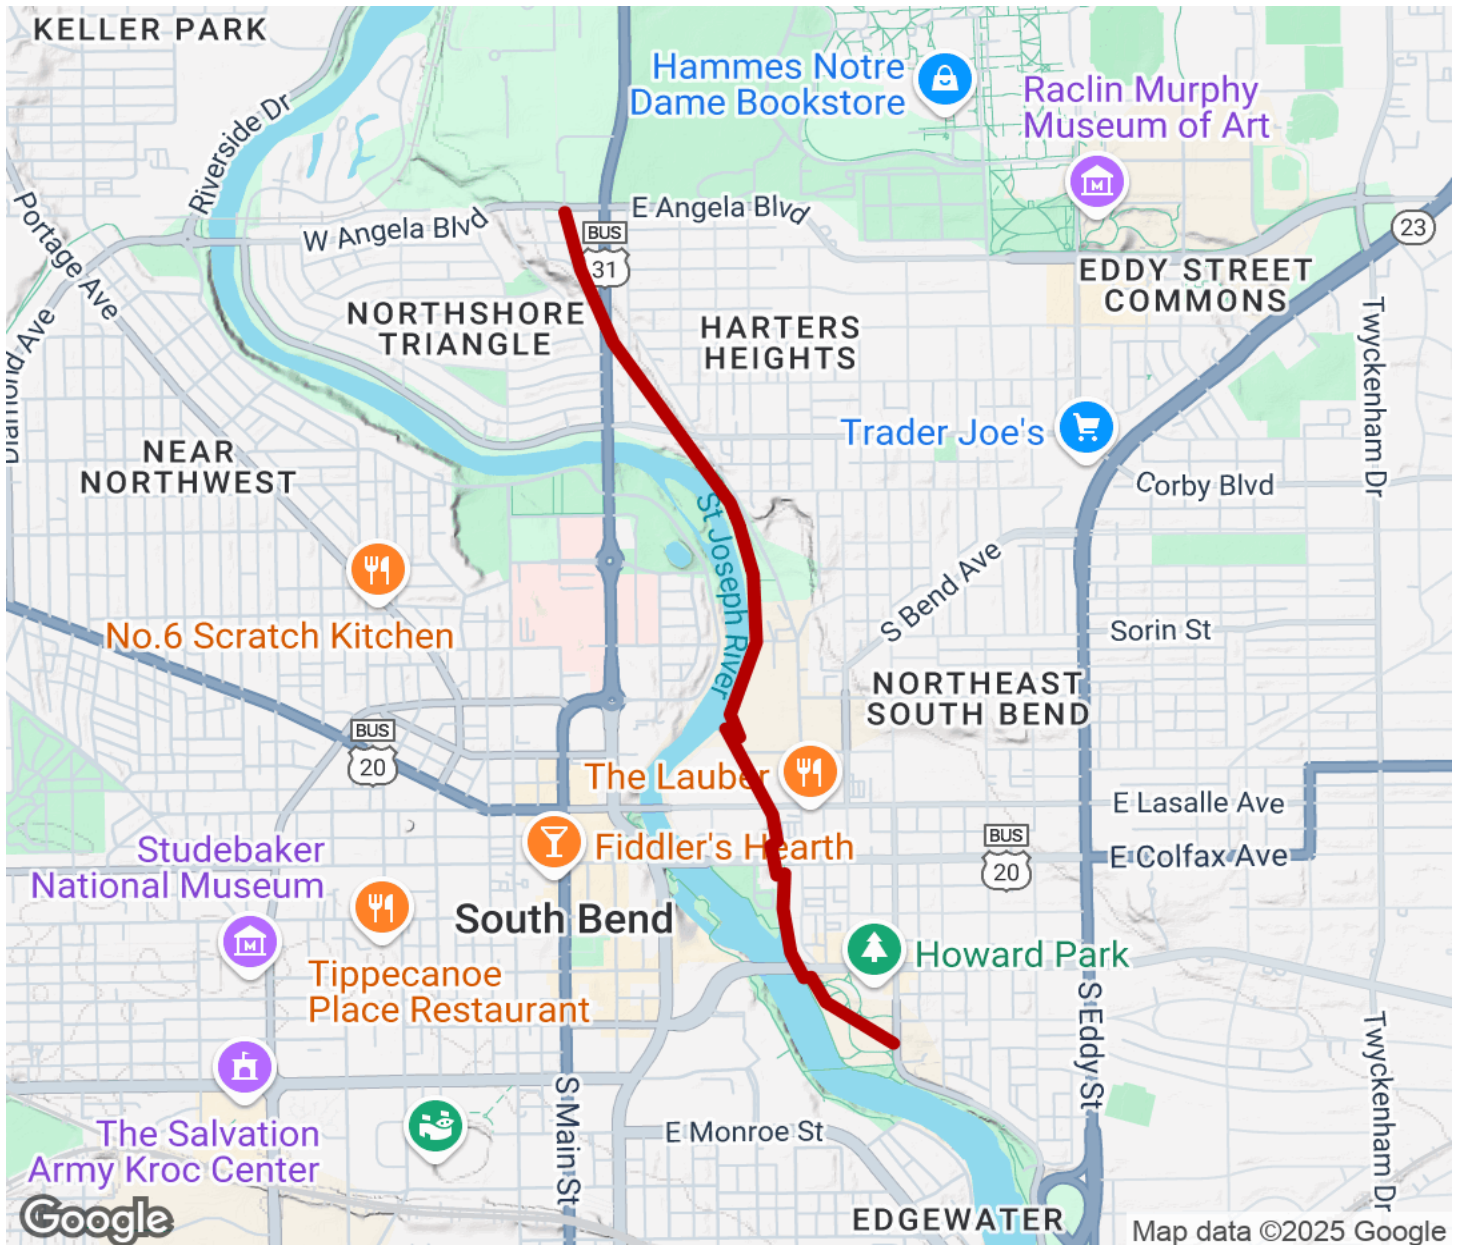 KELLER PARK
Hammes Notre
Dame Bookstore
Raclin Murphy
Museum of Art
Riverside Dr
Portage Ave
W Angela Blvd
E Angela Blvd
BUS
31
23
EDDY STREET
COMMONS
NORTHSHORE
TRIANGLE
HARTERS
HEIGHTS
Diamond Ave
Twyckenham Dr
Trader Joe's
NEAR
NORTHWEST
Corby Blvd
St Joseph River
S Bend Ave
No.6 Scratch Kitchen
Sorin St
NORTHEAST
SOUTH BEND
BUS
20
The Lauber
E Lasalle Ave
Studebaker
National Museum
Fiddler's Hearth
BUS
20
E Colfax Ave
South Bend
Howard Park
Tippecanoe
Place Restaurant
S Eddy St
Twyckenham Dr
S Main St
E Monroe St
The Salvation
Army Kroc Center
EDGEWATER
Google
Map data ©2025 Google